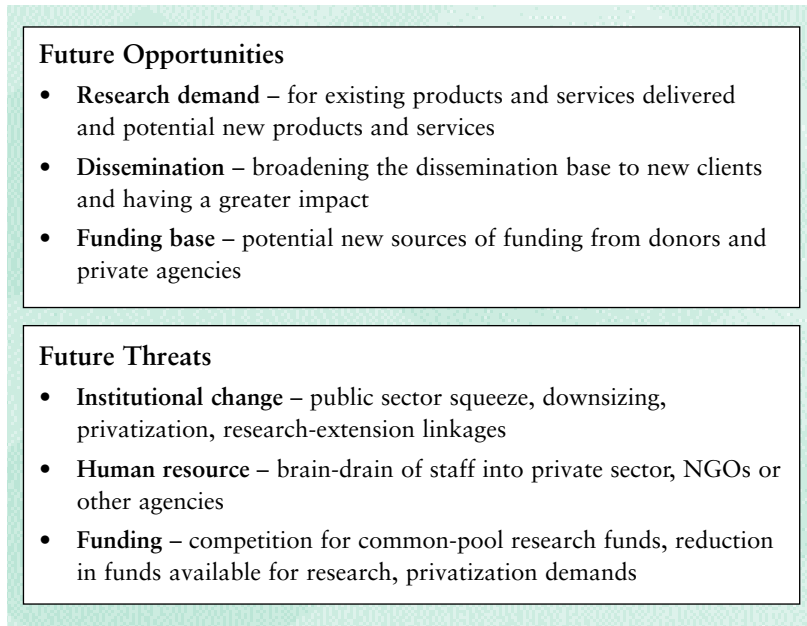 Future Opportunities
• Research demand – for existing products and services delivered
and potential new products and services
• Dissemination – broadening the dissemination base to new clients
and having a greater impact
• Funding base – potential new sources of funding from donors and
private agencies
Future Threats
• Institutional change – public sector squeeze, downsizing,
privatization, research-extension linkages
• Human resource – brain-drain of staff into private sector, NGOs or
other agencies
• Funding – competition for common-pool research funds, reduction
in funds available for research, privatization demands